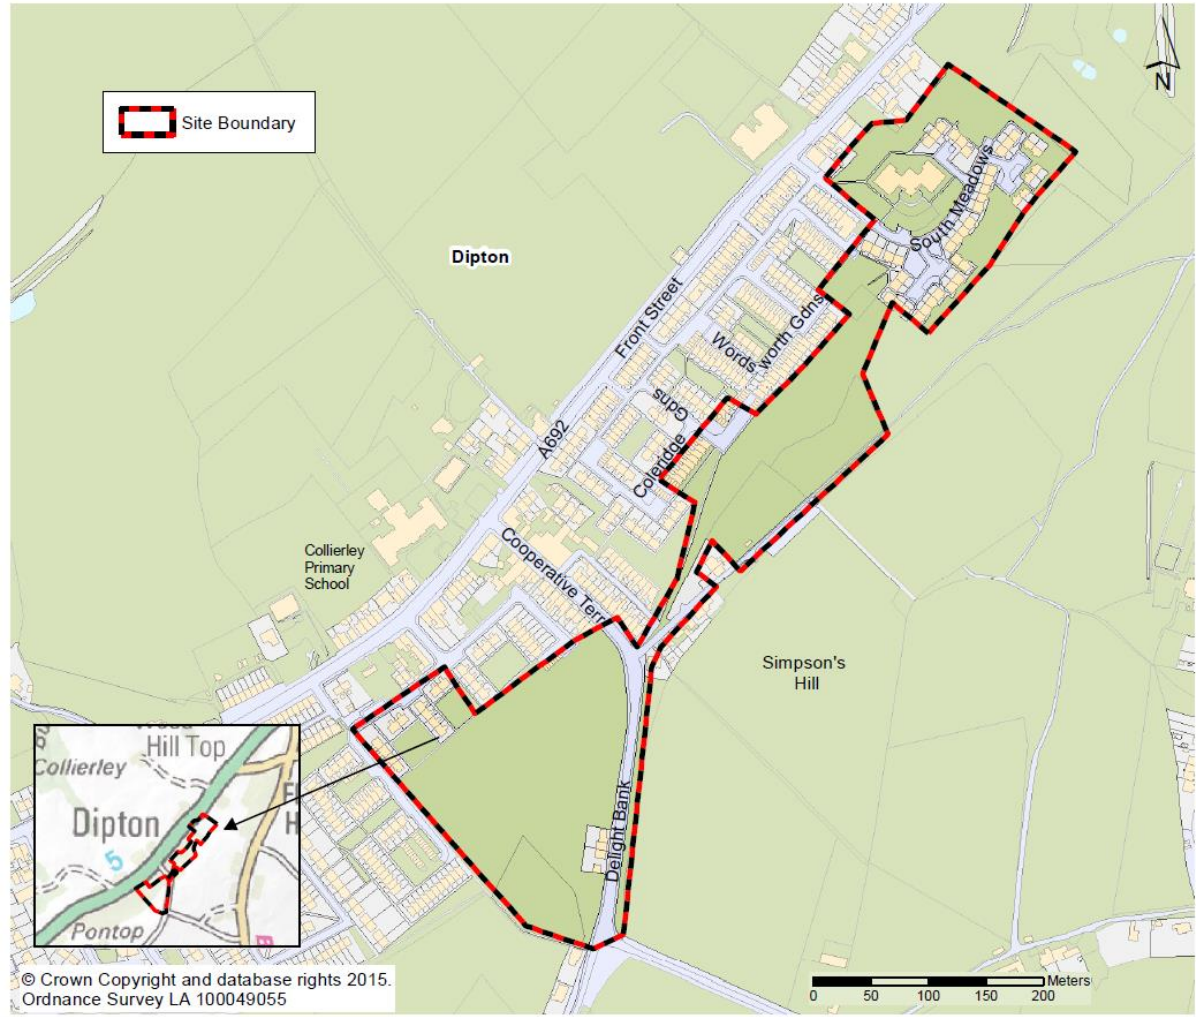 N
Site Boundary
Dipton
South Meadows
Front Street
Words
worth Gdns
Gdns
Coleridge
A692
Cooperative Terr
Collierley
Primary
School
Simpson's
Hill
Delight Bank
Hill Top
Collierley
Dipton
5
Pontop
© Crown Copyright and database rights 2015.
Ordnance Survey LA 100049055
Meters
0 50 100 150 200